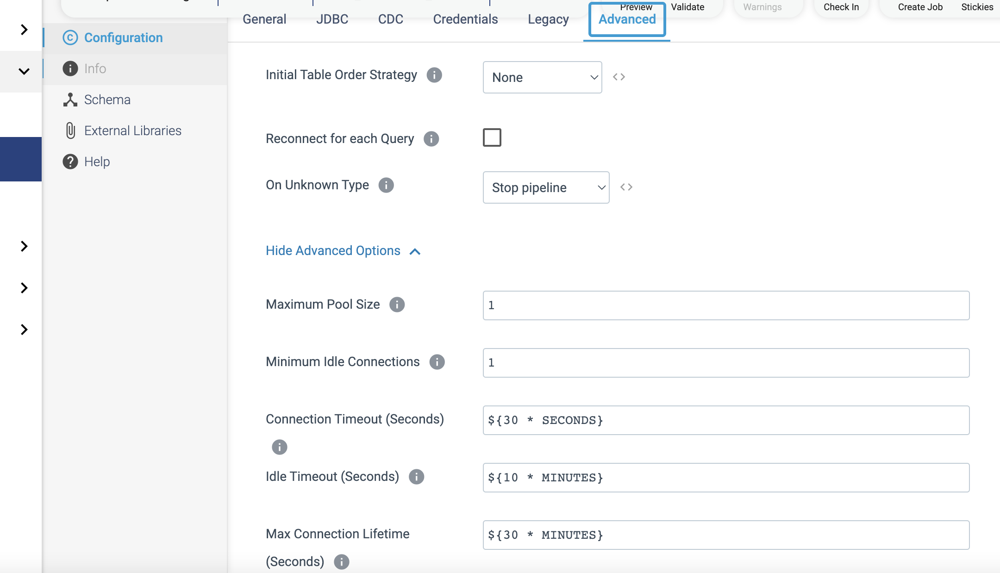 Preview
Validate
Warnings
Check In
Create Job
Stickies
General
JDBC
CDC
Credentials
Legacy
Advanced
Configuration
Info
Schema
External Libraries
Help
Initial Table Order Strategy
None
Reconnect for each Query
On Unknown Type
Stop pipeline
Hide Advanced Options
Maximum Pool Size
1
Minimum Idle Connections
1
Connection Timeout (Seconds)
${30 * SECONDS}
Idle Timeout (Seconds)
${10 * MINUTES}
Max Connection Lifetime
(Seconds)
${30 * MINUTES}